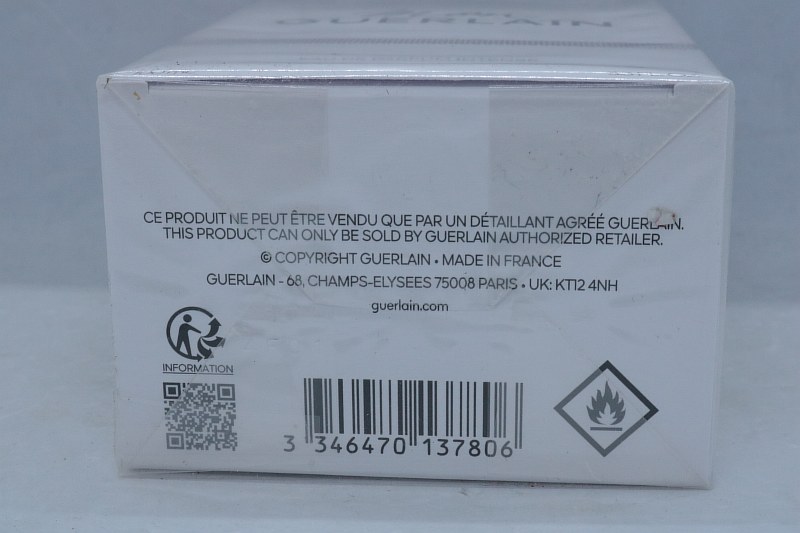 GUERLAIN
CE PRODUIT NE PEUT ÊTRE VENDU QUE PAR UN DÉTAILLANT AGRÉÉ GUERLAIN.
THIS PRODUCT CAN ONLY BE SOLD BY GUERLAIN AUTHORIZED RETAILER.
© COPYRIGHT GUERLAIN • MADE IN FRANCE
GUERLAIN - 68, CHAMPS-ELYSEES 75008 PARIS • UK: KT12 4NH
guerlain.com
INFORMATION
3 346470 137806